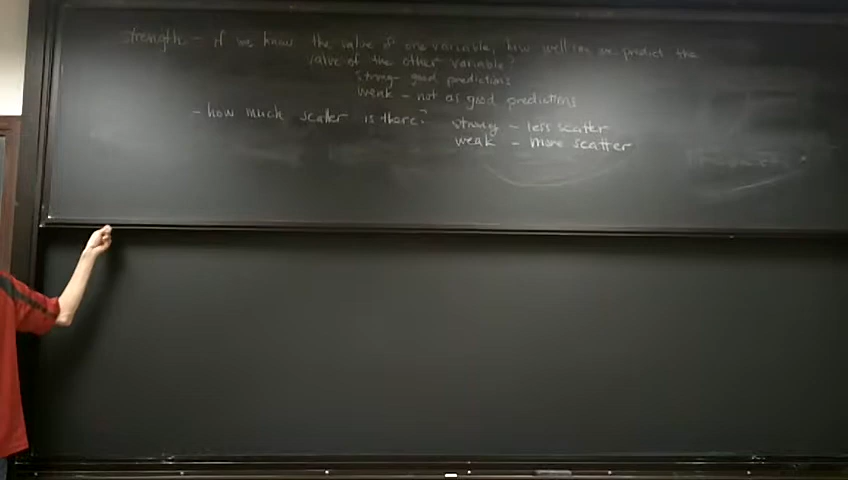 strength - if we know the value of one variable, how well can we predict the
value of the other variable?
strong - good predictions
weak - not as good predictions
- how much scatter is there? strong - less scatter
weak - more scatter